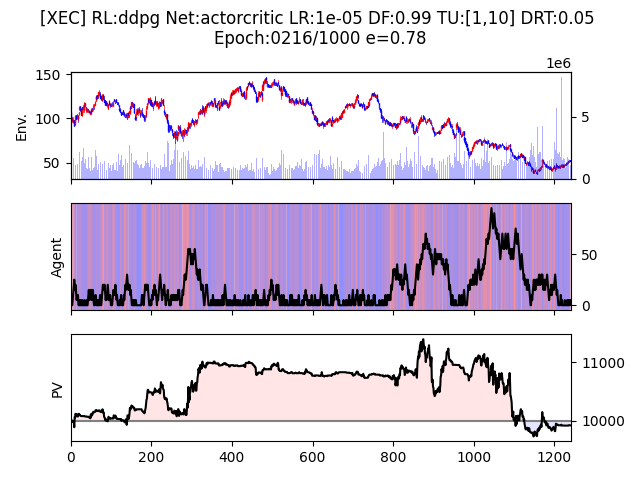 [XEC] RL:ddpg Net:actorcritic LR:1e-05 DF:0.99 TU:[1,10] DRT:0.05
Epoch:0216/1000 e=0.78
1e6
150
100
50
Env.
5
0
Agent
50
0
PV
11000
10000
0
200
400
600
800
1000
1200